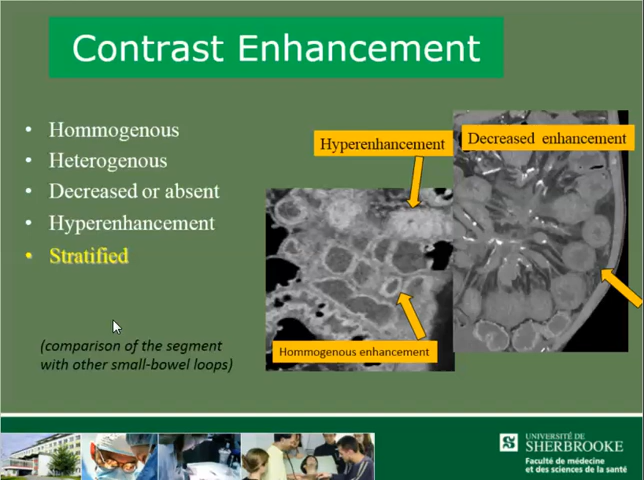 Contrast Enhancement
• Hommogenous
• Heterogenous
• Decreased or absent
• Hyperenhancement
• Stratified
(comparison of the segment
with other small-bowel loops)
Hyperenhancement
Decreased enhancement
Hommogenous enhancement
UNIVERSITÉ DE
SHERBROOKE
Faculté de médecine
et des sciences de la santé